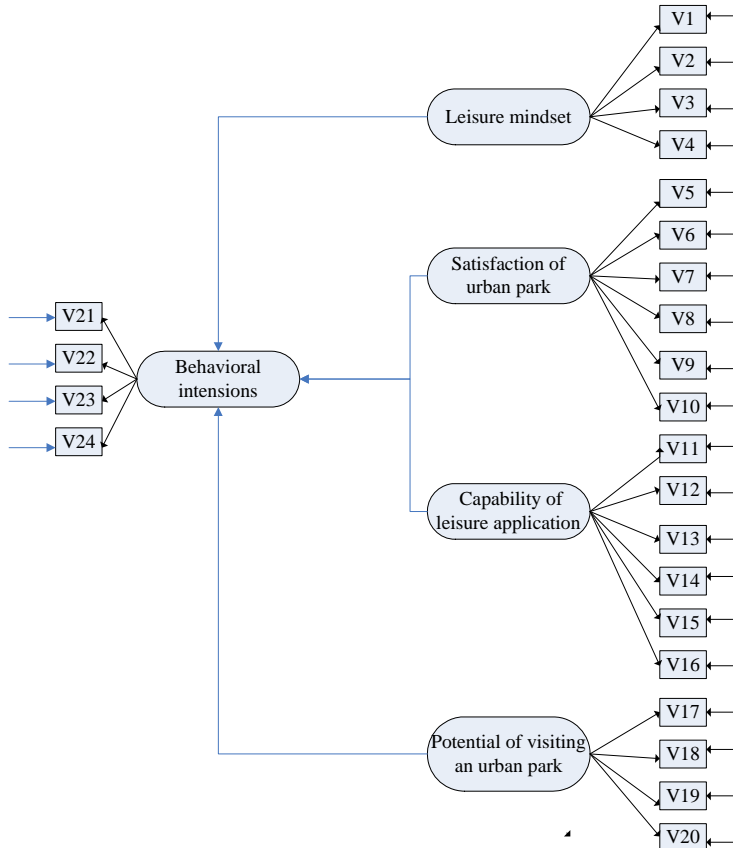 V1
V2
Leisure mindset
V3
V4
V5
Satisfaction of
urban park
V6
V7
V8
V9
V10
V21
V22
V23
V24
Behavioral
intensions
V11
Capability of
leisure application
V12
V13
V14
V15
V16
Potential of visiting
an urban park
V17
V18
V19
V20